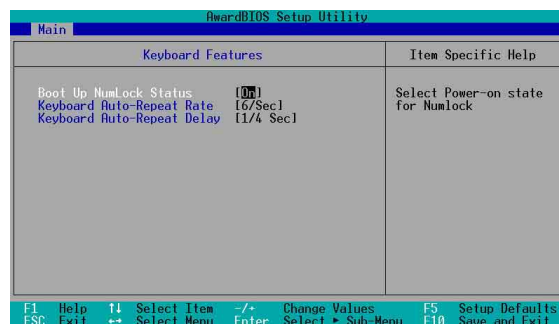 AwardBIOS Setup Utility
Main
Keyboard Features
Item Specific Help
Boot Up NumLock Status [On]
Keyboard Auto-Repeat Rate [6/Sec]
Keyboard Auto-Repeat Delay [1/4 Sec]
Select Power-on state
for Numlock
F1 Help ↑↓ Select Item -/+ Change Values F5 Setup Defaults
ESC Exit ←→ Select Menu Enter Select ► Sub-Menu F10 Save and Exit